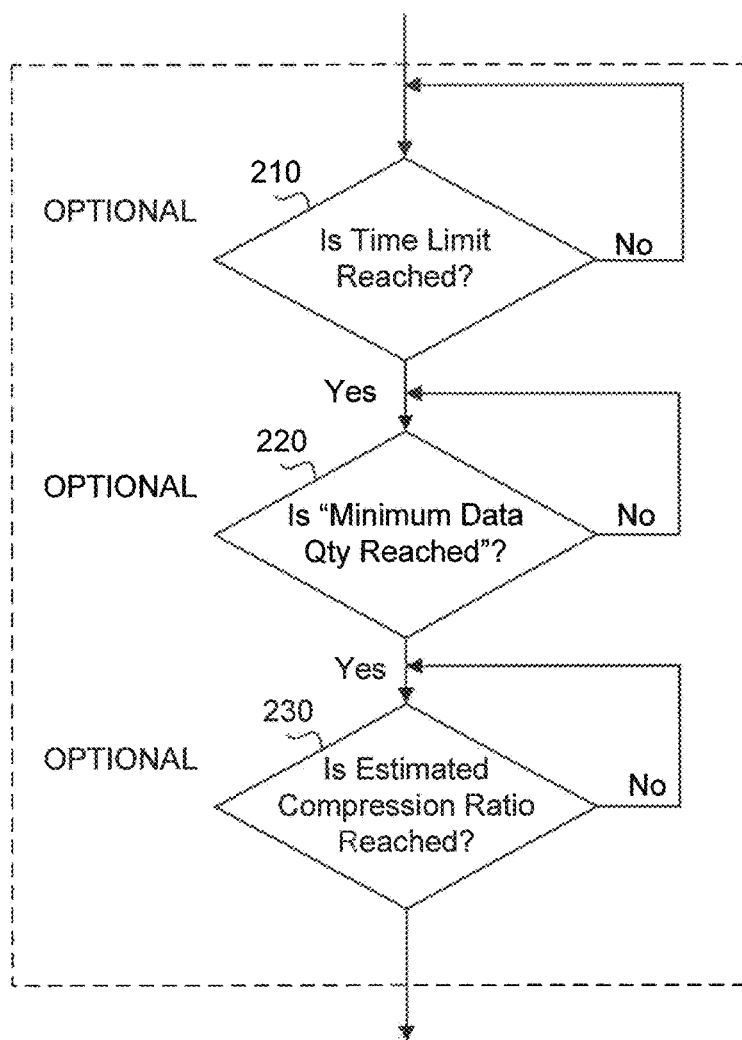 210
OPTIONAL
Is Time Limit
Reached?
No
Yes
220
OPTIONAL
Is “Minimum Data
Qty Reached”?
No
Yes
230
OPTIONAL
Is Estimated
Compression Ratio
Reached?
No